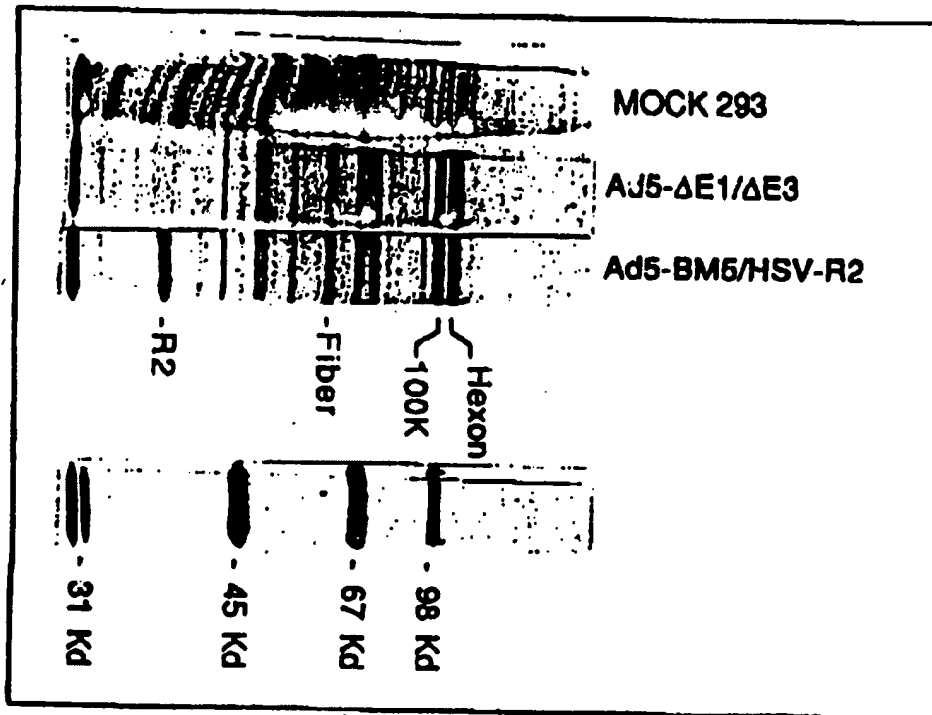 MOCK 293
AJ5-ΔE1/ΔE3
Ad5-BM5/HSV-R2
-R2
-Fiber
100K
Hexon
- 31 Kd
- 45 Kd
- 67 Kd
- 98 Kd